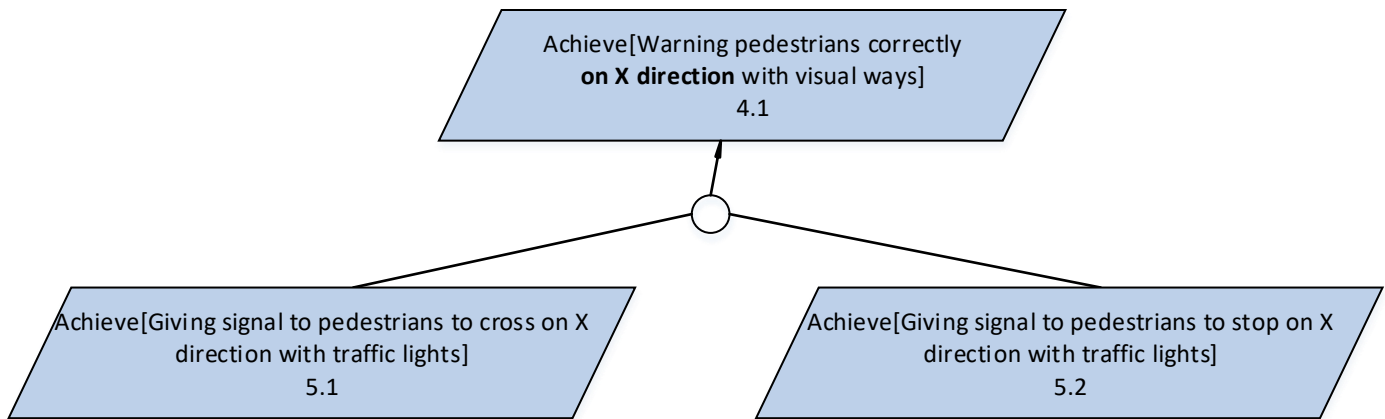 Achieve[Warning pedestrians correctly
on X direction with visual ways]
4.1
Achieve[Giving signal to pedestrians to cross on X
direction with traffic lights]
5.1
Achieve[Giving signal to pedestrians to stop on X
direction with traffic lights]
5.2